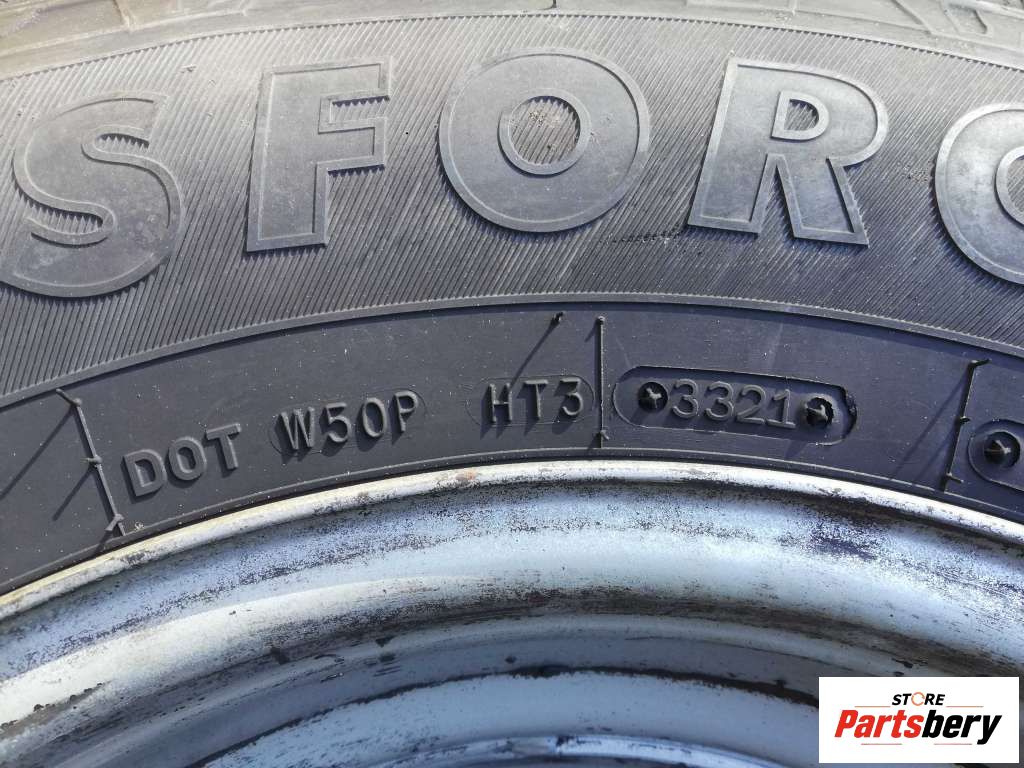 SFORC
DOT W50P HT3 3321
STORE
Partsbery